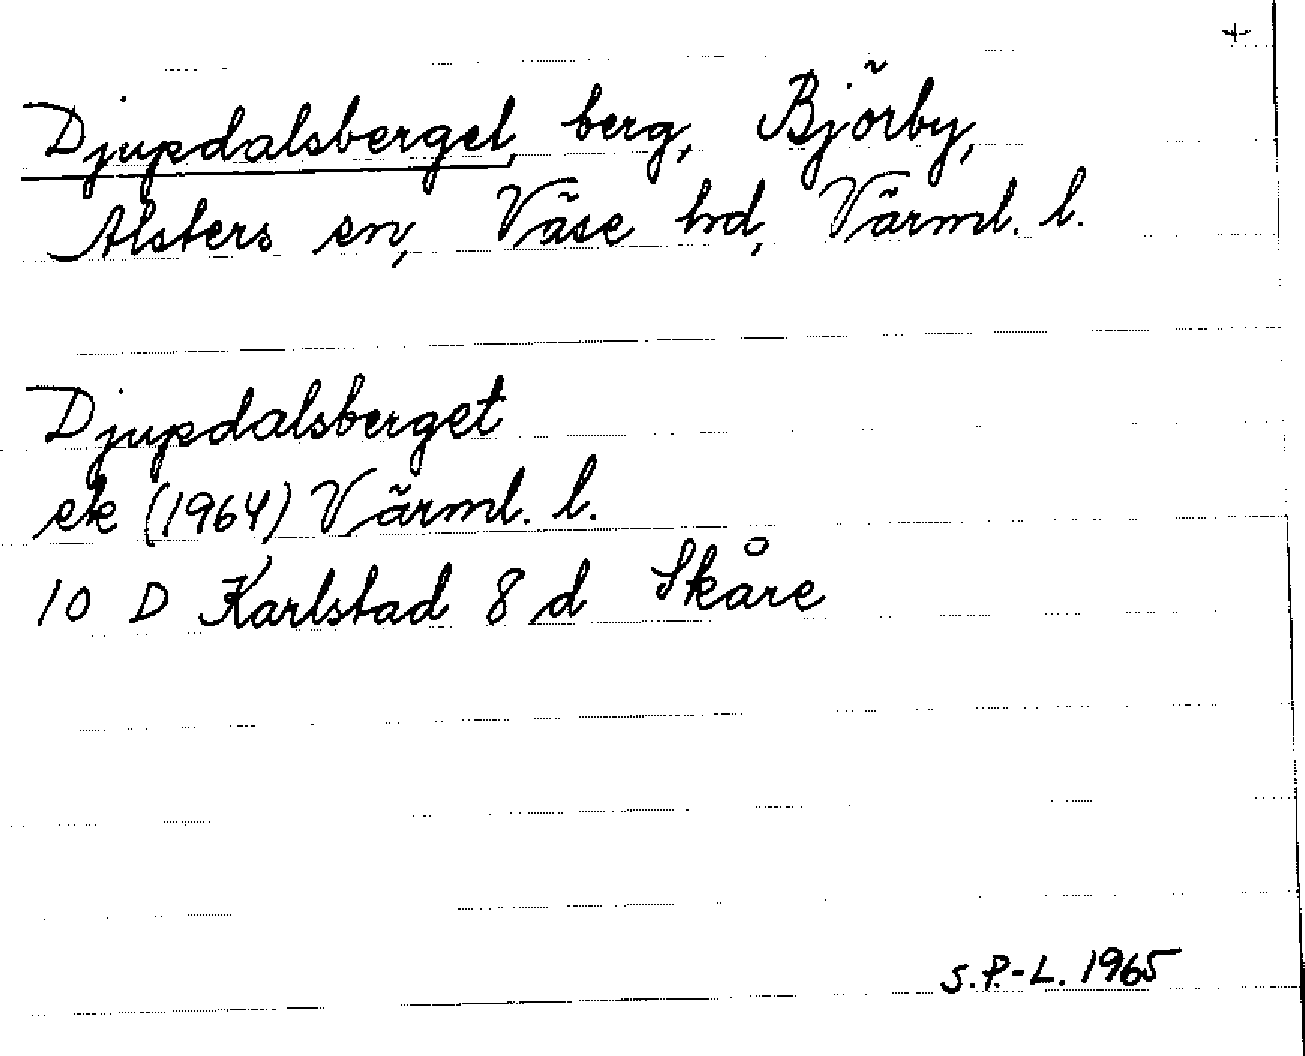 +
Djupdalsberget, berg, Björby,
Alsters sn, Väse hd, Värml. l.
Djupdalsberget
ek (1964) Värml. l.
10 D Karlstad 8 d Skåre
S.P.-L. 1965